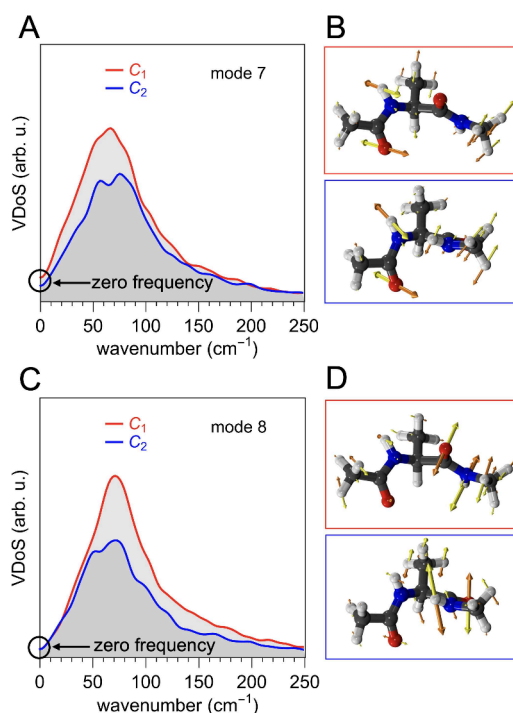 A
B
C1
C2
mode 7
VDoS (arb. u.)
zero frequency
0 50 100 150 200 250
wavenumber (cm−1)
C
D
C1
C2
mode 8
VDoS (arb. u.)
zero frequency
0 50 100 150 200 250
wavenumber (cm−1)